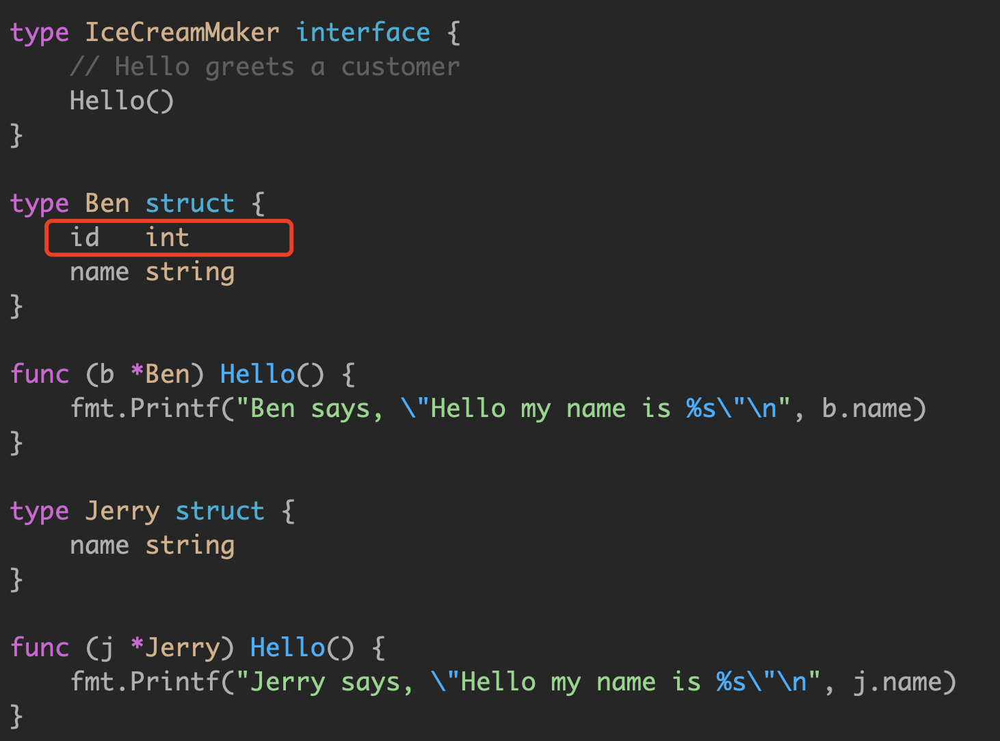 type IceCreamMaker interface {
    // Hello greets a customer
    Hello()
}
type Ben struct {
    id   int
    name string
}
func (b *Ben) Hello() {
    fmt.Printf("Ben says, \"Hello my name is %s\"\n", b.name)
}
type Jerry struct {
    name string
}
func (j *Jerry) Hello() {
    fmt.Printf("Jerry says, \"Hello my name is %s\"\n", j.name)
}